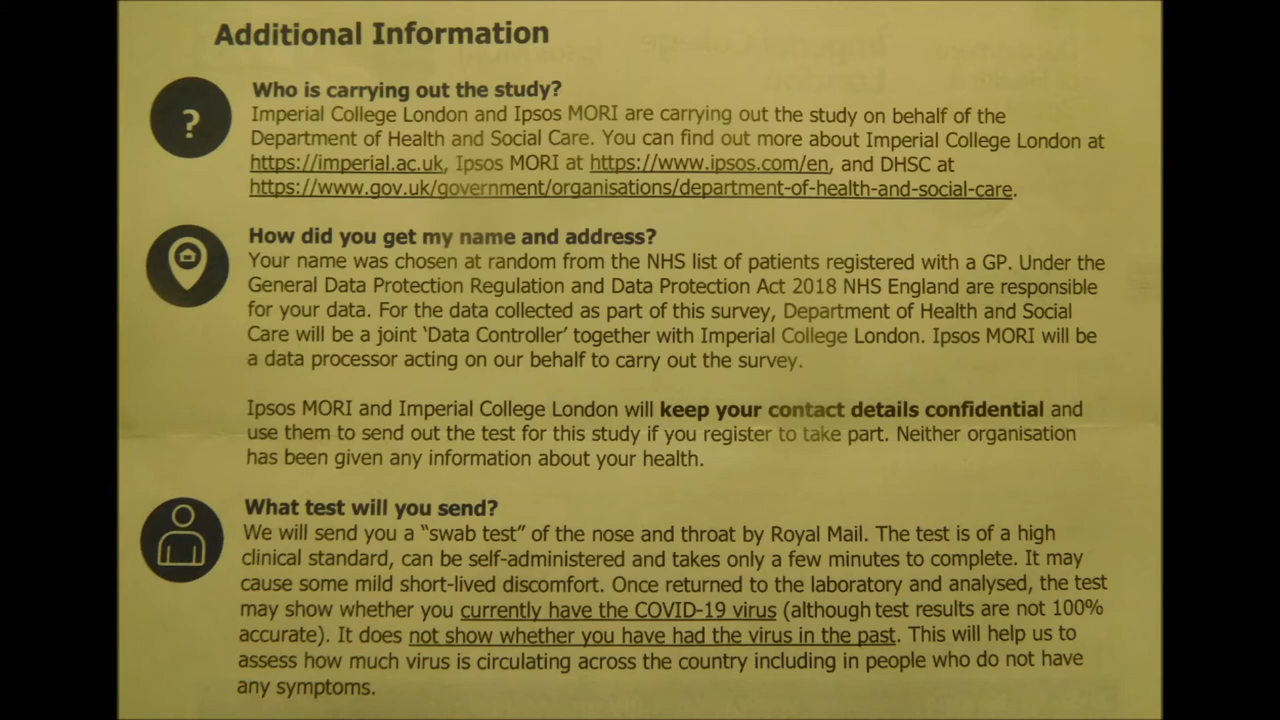 Additional Information
Who is carrying out the study?
?
Imperial College London and Ipsos MORI are carrying out the study on behalf of the
Department of Health and Social Care. You can find out more about Imperial College London at
https://imperial.ac.uk, Ipsos MORI at https://www.ipsos.com/en, and DHSC at
https://www.gov.uk/government/organisations/department-of-health-and-social-care.
How did you get my name and address?
Your name was chosen at random from the NHS list of patients registered with a GP. Under the
General Data Protection Regulation and Data Protection Act 2018 NHS England are responsible
for your data. For the data collected as part of this survey, Department of Health and Social
Care will be a joint ‘Data Controller’ together with Imperial College London. Ipsos MORI will be
a data processor acting on our behalf to carry out the survey.
Ipsos MORI and Imperial College London will keep your contact details confidential and
use them to send out the test for this study if you register to take part. Neither organisation
has been given any information about your health.
What test will you send?
We will send you a “swab test” of the nose and throat by Royal Mail. The test is of a high
clinical standard, can be self-administered and takes only a few minutes to complete. It may
cause some mild short-lived discomfort. Once returned to the laboratory and analysed, the test
may show whether you currently have the COVID-19 virus (although test results are not 100%
accurate). It does not show whether you have had the virus in the past. This will help us to
assess how much virus is circulating across the country including in people who do not have
any symptoms.